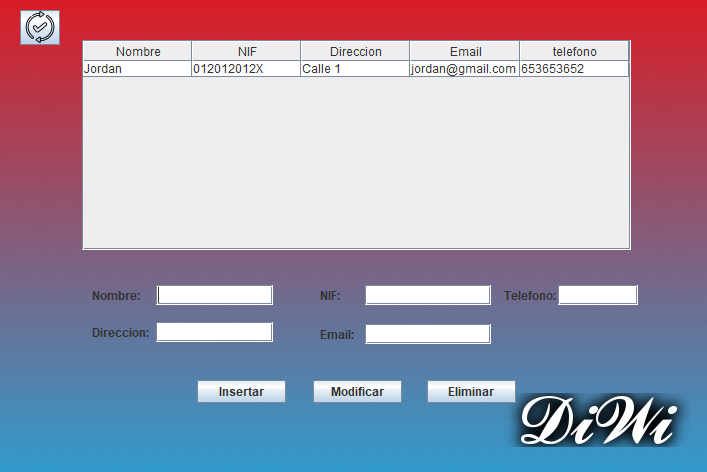 Nombre NIF Direccion Email telefono
Jordan 012012012X Calle 1 jordan@gmail.com 653653652
Nombre: NIF: Telefono:
Direccion: Email:
Insertar Modificar Eliminar
DiWi